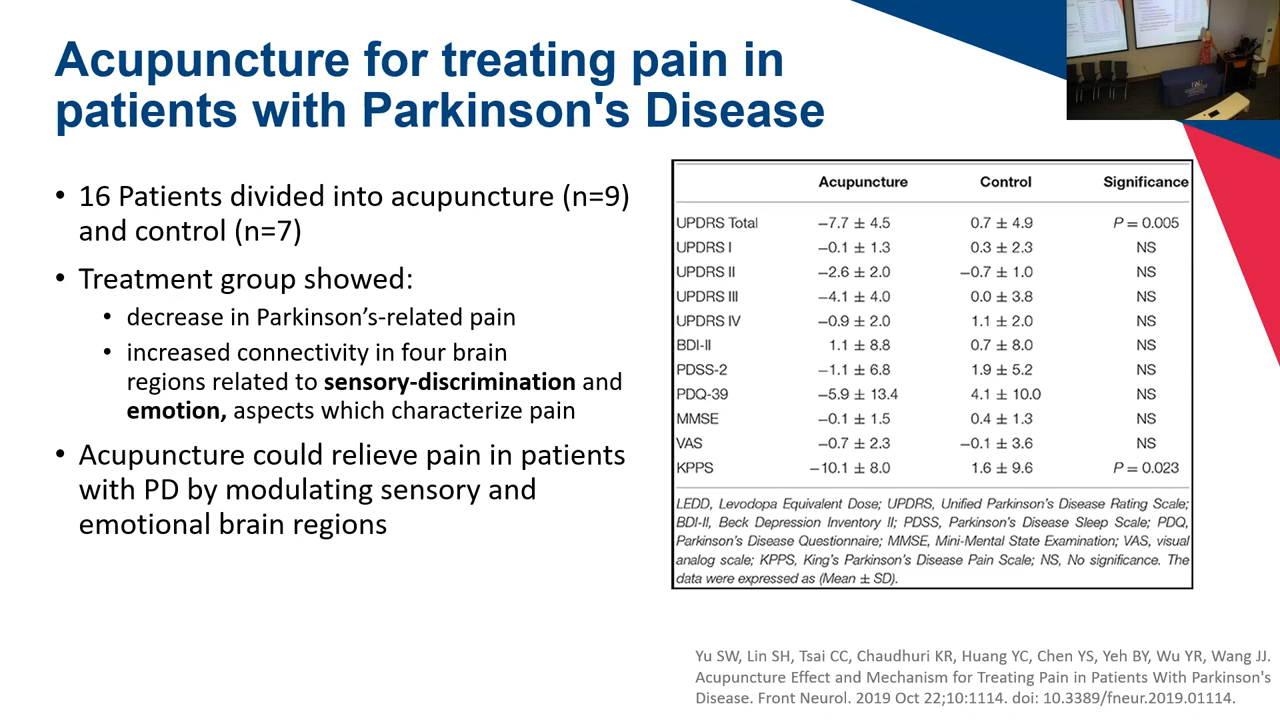 Acupuncture for treating pain in
patients with Parkinson's Disease
• 16 Patients divided into acupuncture (n=9)
and control (n=7)
• Treatment group showed:
• decrease in Parkinson’s-related pain
• increased connectivity in four brain
regions related to sensory-discrimination and
emotion, aspects which characterize pain
• Acupuncture could relieve pain in patients
with PD by modulating sensory and
emotional brain regions
Acupuncture Control Significance
UPDRS Total −7.7 ± 4.5 0.7 ± 4.9 P = 0.005
UPDRS I −0.1 ± 1.3 0.3 ± 2.3 NS
UPDRS II −2.6 ± 2.0 −0.7 ± 1.0 NS
UPDRS III −4.1 ± 4.0 0.0 ± 3.8 NS
UPDRS IV −0.9 ± 2.0 1.1 ± 2.0 NS
BDI-II 1.1 ± 8.8 0.7 ± 8.0 NS
PDSS-2 −1.1 ± 6.8 1.9 ± 5.2 NS
PDQ-39 −5.9 ± 13.4 4.1 ± 10.0 NS
MMSE −0.1 ± 1.5 0.4 ± 1.3 NS
VAS −0.7 ± 2.3 −0.1 ± 3.6 NS
KPPS −10.1 ± 8.0 1.6 ± 9.6 P = 0.023
LEDD, Levodopa Equivalent Dose; UPDRS, Unified Parkinson’s Disease Rating Scale;
BDI-II, Beck Depression Inventory II; PDSS, Parkinson’s Disease Sleep Scale; PDQ,
Parkinson’s Disease Questionnaire; MMSE, Mini-Mental State Examination; VAS, visual
analog scale; KPPS, King’s Parkinson’s Disease Pain Scale; NS, No significance. The
data were expressed as (Mean ± SD).
Yu SW, Lin SH, Tsai CC, Chaudhuri KR, Huang YC, Chen YS, Yeh BY, Wu YR, Wang JJ.
Acupuncture Effect and Mechanism for Treating Pain in Patients With Parkinson's
Disease. Front Neurol. 2019 Oct 22;10:1114. doi: 10.3389/fneur.2019.01114.